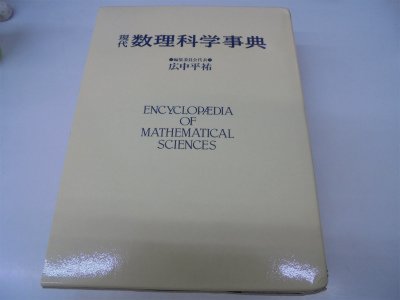 現代 数理科学事典
●編集委員会代表●
広中平祐
ENCYCLOPÆDIA
OF
MATHEMATICAL
SCIENCES